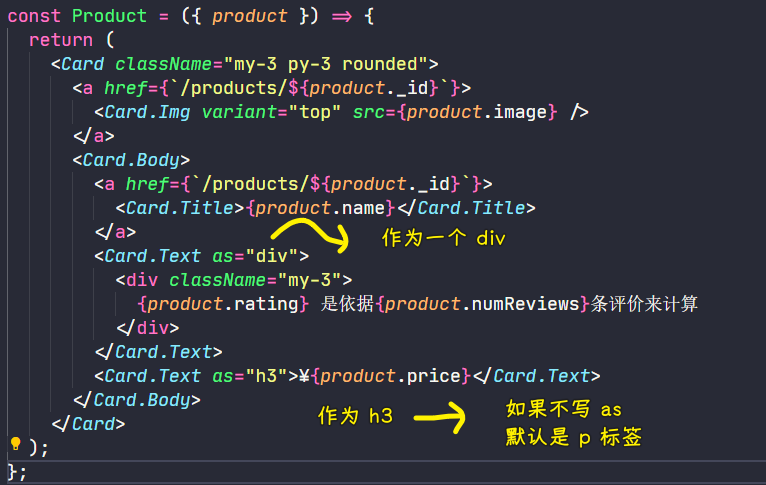 const Product = ({ product }) => {
  return (
    <Card className="my-3 py-3 rounded">
      <a href={`/products/${product._id}`}>
        <Card.Img variant="top" src={product.image} />
      </a>
      <Card.Body>
        <a href={`/products/${product._id}`}>
          <Card.Title>{product.name}</Card.Title>
        </a>
作为一个 div
        <Card.Text as="div">
          <div className="my-3">
            {product.rating} 是依据{product.numReviews}条评价来计算
          </div>
        </Card.Text>
        <Card.Text as="h3">¥{product.price}</Card.Text>
      </Card.Body>
作为 h3
如果不写 as
默认是 p 标签
    </Card>
  );
};